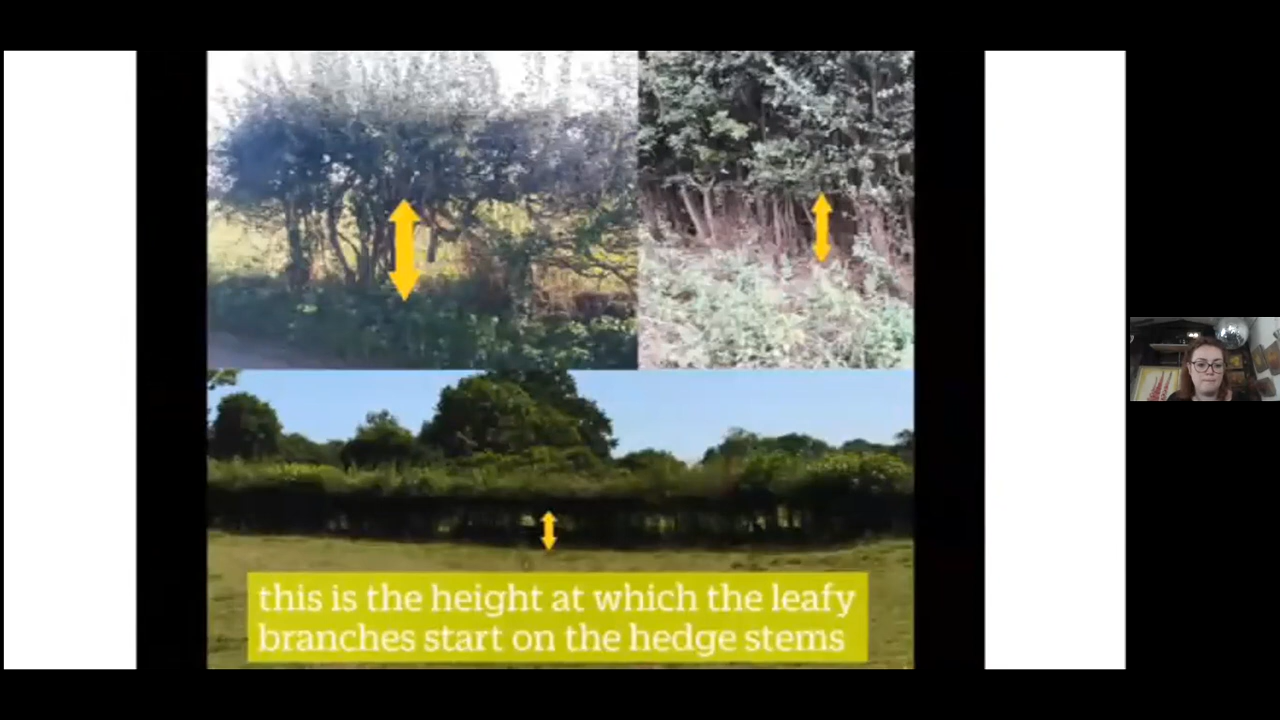 this is the height at which the leafy
branches start on the hedge stems